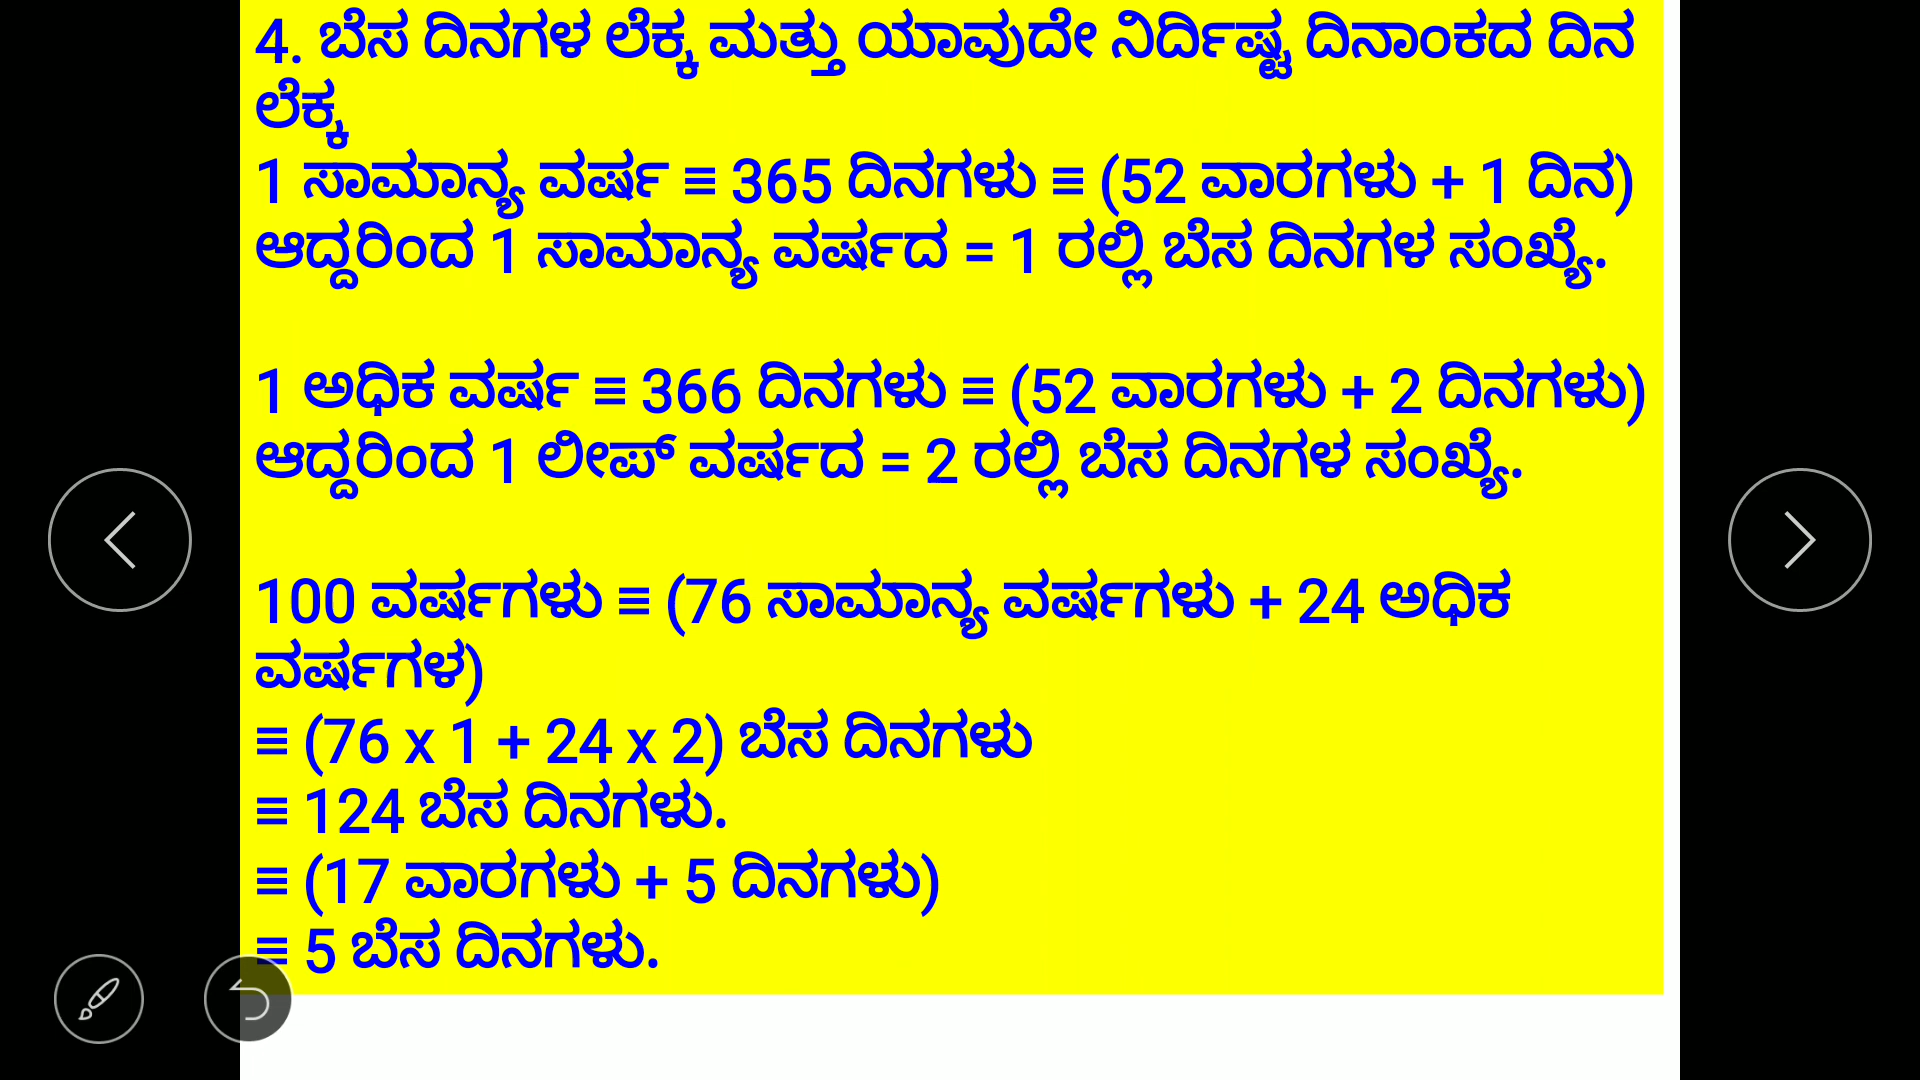 4. ಬೆಸ ದಿನಗಳ ಲೆಕ್ಕ ಮತ್ತು ಯಾವುದೇ ನಿರ್ದಿಷ್ಟ ದಿನಾಂಕದ ದಿನ
ಲೆಕ್ಕ
1 ಸಾಮಾನ್ಯ ವರ್ಷ ≡ 365 ದಿನಗಳು ≡ (52 ವಾರಗಳು + 1 ದಿನ)
ಆದ್ದರಿಂದ 1 ಸಾಮಾನ್ಯ ವರ್ಷದ = 1 ರಲ್ಲಿ ಬೆಸ ದಿನಗಳ ಸಂಖ್ಯೆ.
1 ಅಧಿಕ ವರ್ಷ ≡ 366 ದಿನಗಳು ≡ (52 ವಾರಗಳು + 2 ದಿನಗಳು)
ಆದ್ದರಿಂದ 1 ಲೀಪ್ ವರ್ಷದ = 2 ರಲ್ಲಿ ಬೆಸ ದಿನಗಳ ಸಂಖ್ಯೆ.
100 ವರ್ಷಗಳು ≡ (76 ಸಾಮಾನ್ಯ ವರ್ಷಗಳು + 24 ಅಧಿಕ
ವರ್ಷಗಳ)
≡ (76 x 1 + 24 x 2) ಬೆಸ ದಿನಗಳು
≡ 124 ಬೆಸ ದಿನಗಳು.
≡ (17 ವಾರಗಳು + 5 ದಿನಗಳು)
≡ 5 ಬೆಸ ದಿನಗಳು.